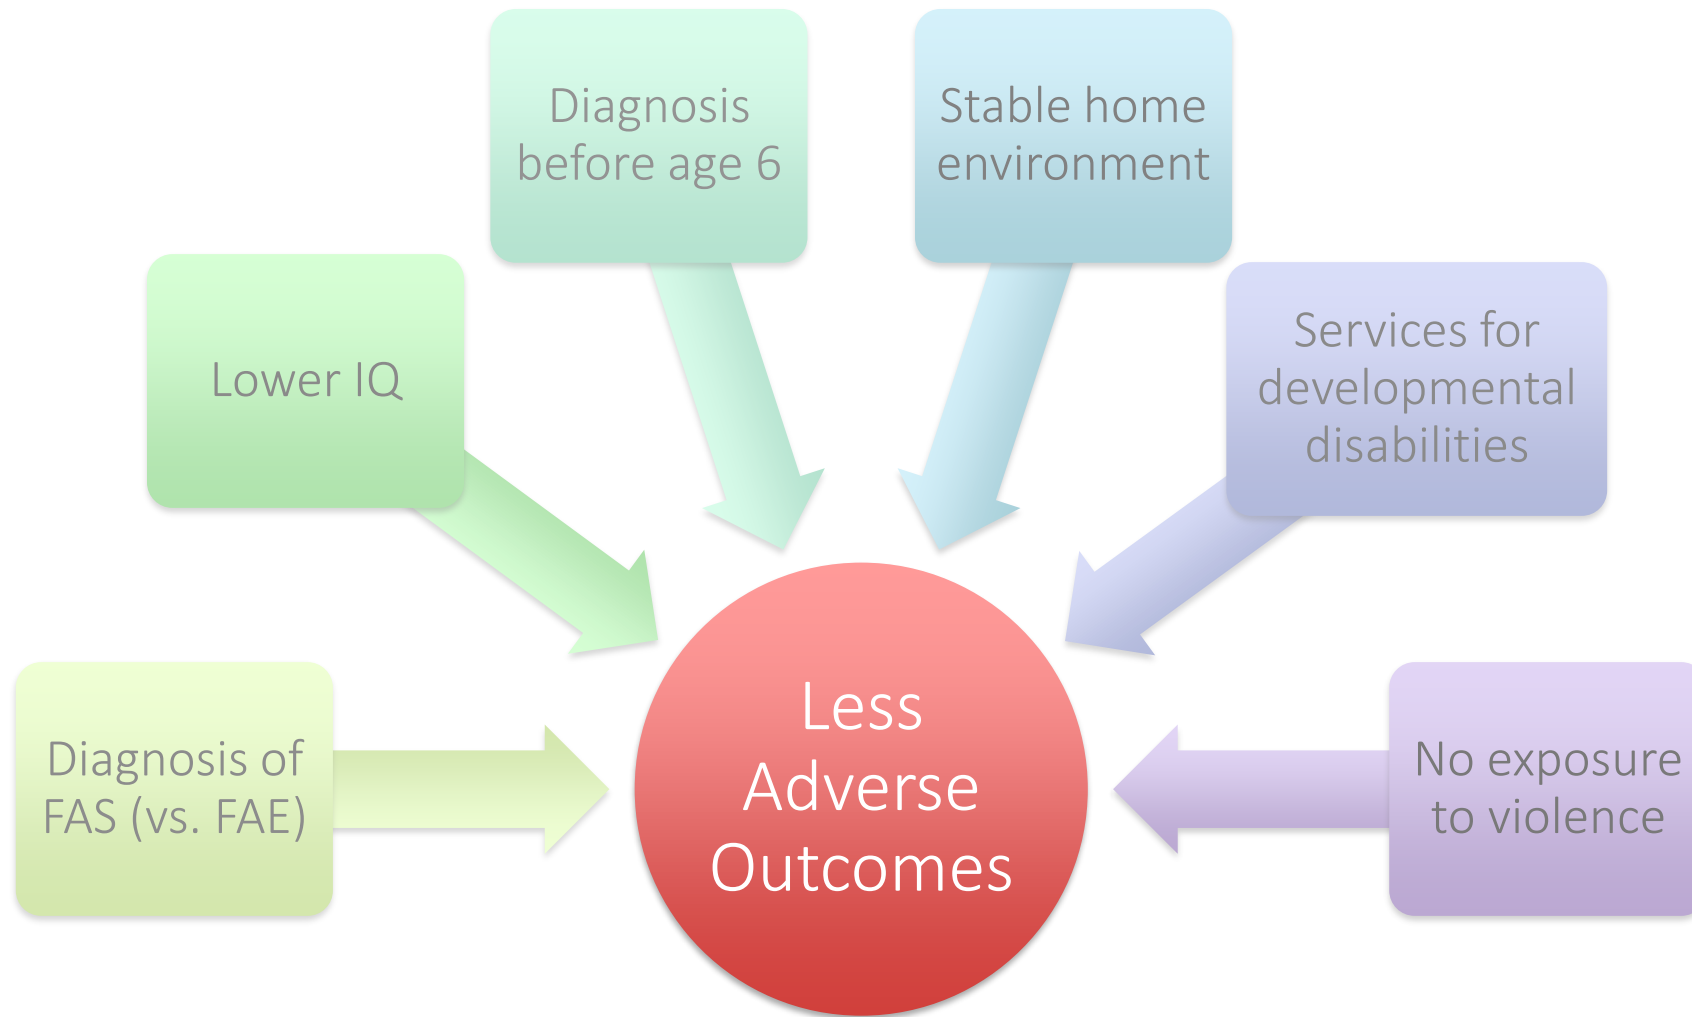 Diagnosis
before age 6
Stable home
environment
Lower IQ
Services for
developmental
disabilities
Diagnosis of
FAS (vs. FAE)
Less
Adverse
Outcomes
No exposure
to violence